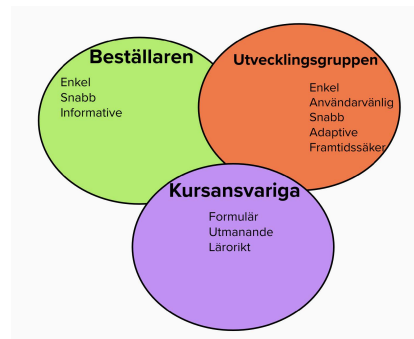 Beställaren
Enkel
Snabb
Informative
Utvecklingsgruppen
Enkel
Användarvänlig
Snabb
Adaptive
Framtidssäker
Kursansvariga
Formulär
Utmanande
Lärorikt